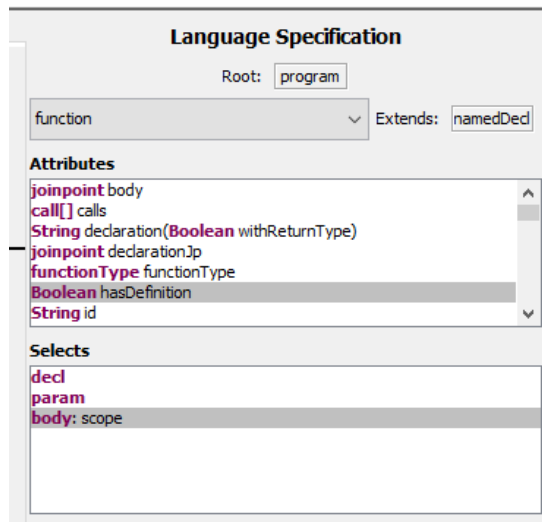 Language Specification
Root: program
function Extends: namedDecl
Attributes
joinpoint body
call[] calls
String declaration(Boolean withReturnType)
joinpoint declarationJp
functionType functionType
Boolean hasDefinition
String id
Selects
decl
param
body: scope